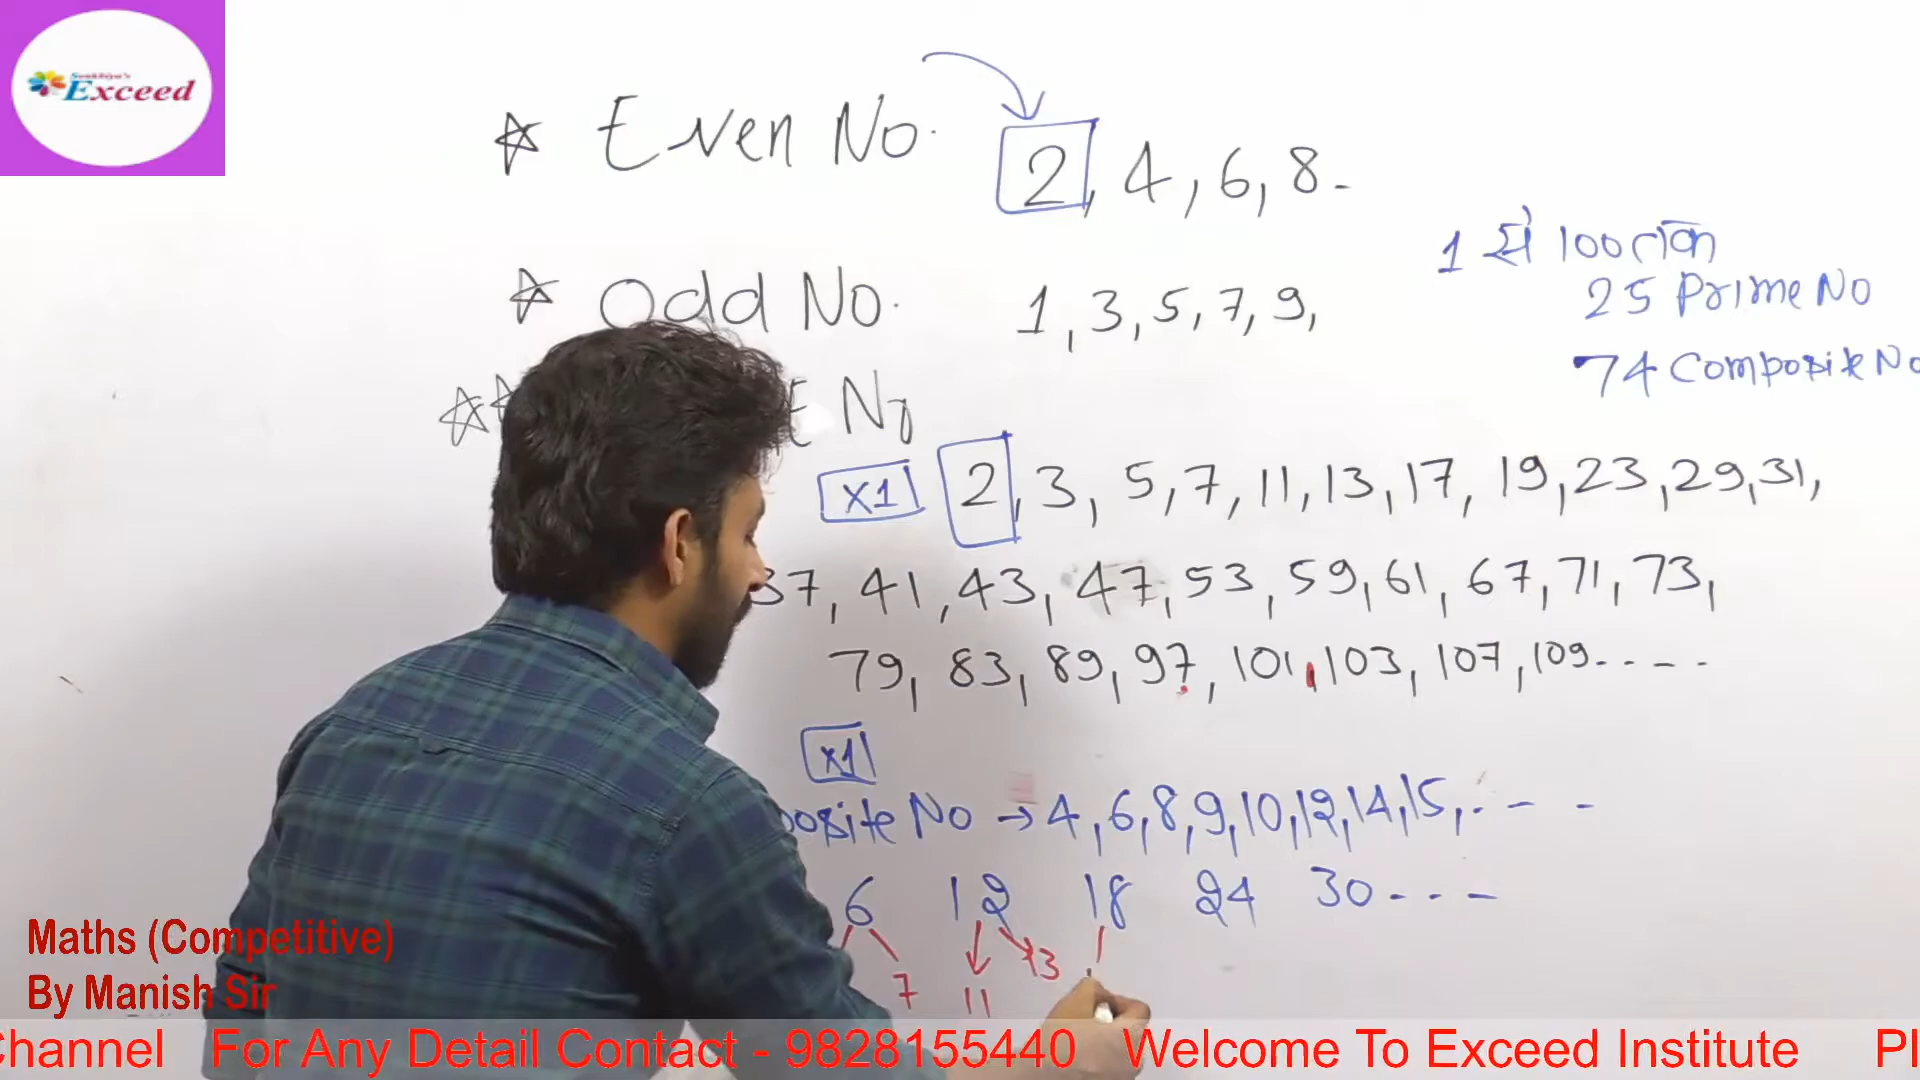 Exceed
☆ Even No. 2, 4, 6, 8-
1 से 100 तक
25 Prime No
74 Composite No
☆ Odd No. 1, 3, 5, 7, 9,
No
X1 2, 3, 5, 7, 11, 13, 17, 19, 23, 29, 31,
37, 41, 43, 47, 53, 59, 61, 67, 71, 73,
79, 83, 89, 97, 101, 103, 107, 109.----
X1
No → 4, 6, 8, 9, 10, 12, 14, 15, .- -
6 12 18 24 30---
7 11 13
Maths (Competitive)
By Manish Sir
Channel For Any Detail Contact - 9828155440 Welcome To Exceed Institute